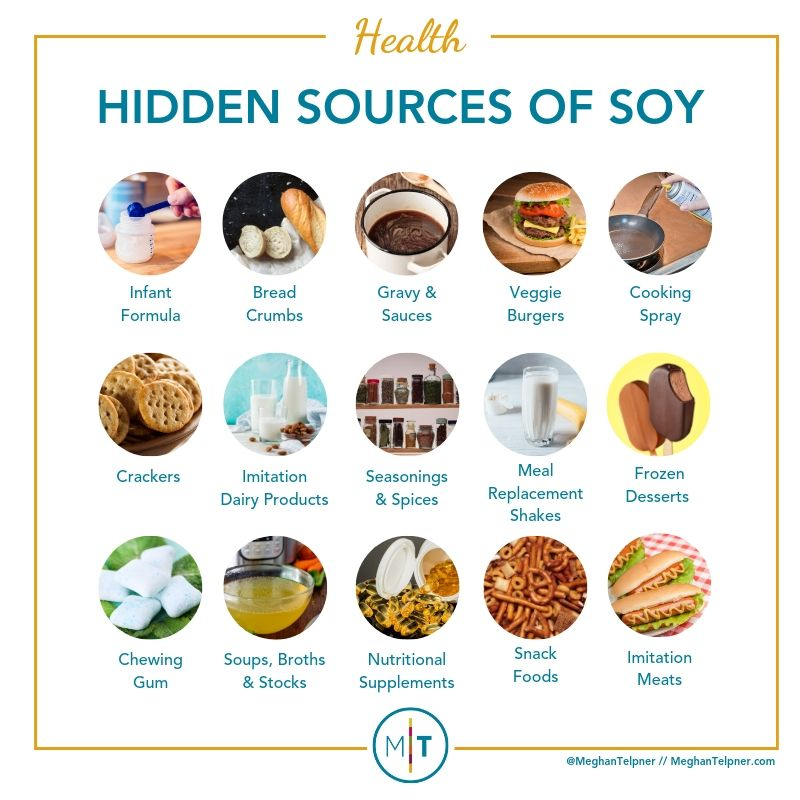 Health
HIDDEN SOURCES OF SOY
Infant
Formula
Bread
Crumbs
Gravy &
Sauces
Veggie
Burgers
Cooking
Spray
Crackers
Imitation
Dairy Products
Seasonings
& Spices
Meal
Replacement
Shakes
Frozen
Desserts
Chewing
Gum
Soups, Broths
& Stocks
Nutritional
Supplements
Snack
Foods
Imitation
Meats
M T
@MeghanTelpner // MeghanTelpner.com